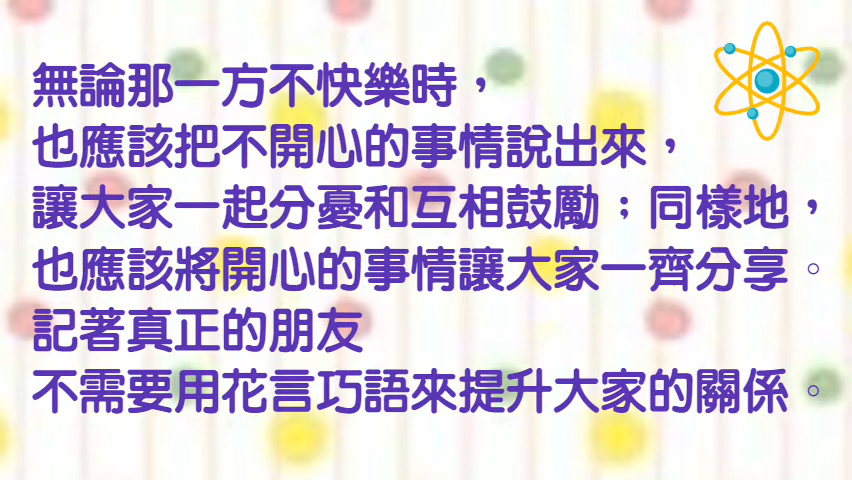 無論那一方不快樂時，
也應該把不開心的事情說出來，
讓大家一起分憂和互相鼓勵；同樣地，
也應該將開心的事情讓大家一齊分享。
記著真正的朋友
不需要用花言巧語來提升大家的關係。